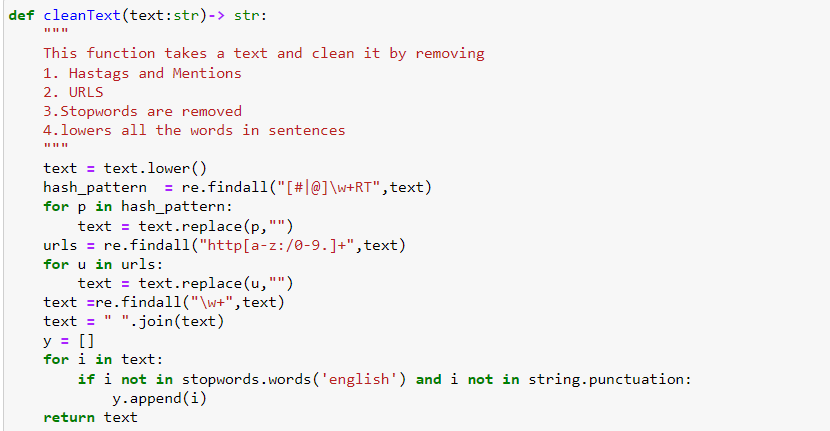 def cleanText(text:str)-> str:
    """
    This function takes a text and clean it by removing
    1. Hastags and Mentions
    2. URLS
    3.Stopwords are removed
    4.lowers all the words in sentences
    """
    text = text.lower()
    hash_pattern  = re.findall("[#|@]\w+RT",text)
    for p in hash_pattern:
        text = text.replace(p,"")
    urls = re.findall("http[a-z:/0-9.]+",text)
    for u in urls:
        text = text.replace(u,"")
    text =re.findall("\w+",text)
    text = " ".join(text)
    y = []
    for i in text:
        if i not in stopwords.words('english') and i not in string.punctuation:
            y.append(i)
    return text